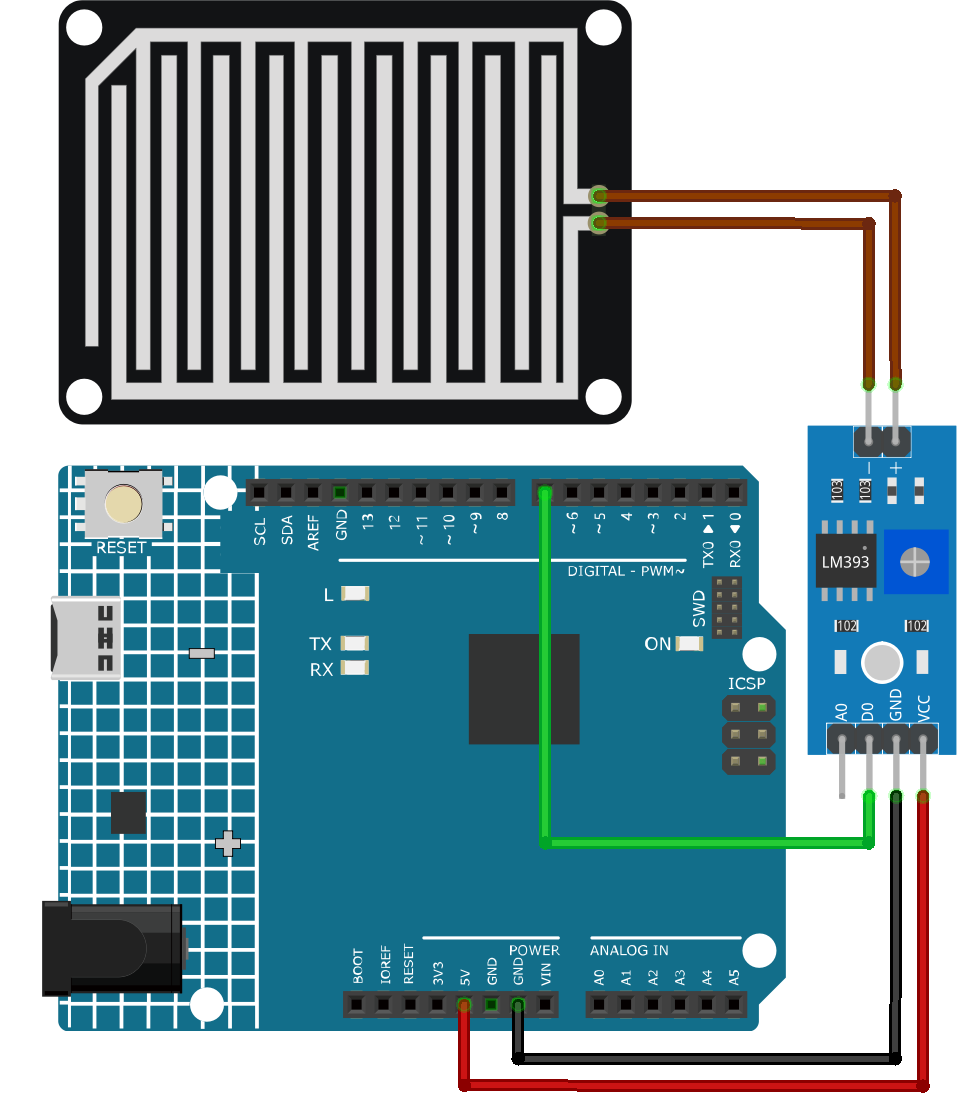 − +
103 103
LM393
102 102
A0 D0 GND VCC
RESET
SCL SDA AREF GND 13 12 ~11 ~10 ~9 8
~6 ~5 4 ~3 2 TX0 ▶ 1 RX0 ◀ 0
DIGITAL - PWM~
L
TX
RX
SWD
ON
ICSP
POWER
ANALOG IN
BOOT IOREF RESET 3V3 5V GND GND VIN
A0 A1 A2 A3 A4 A5